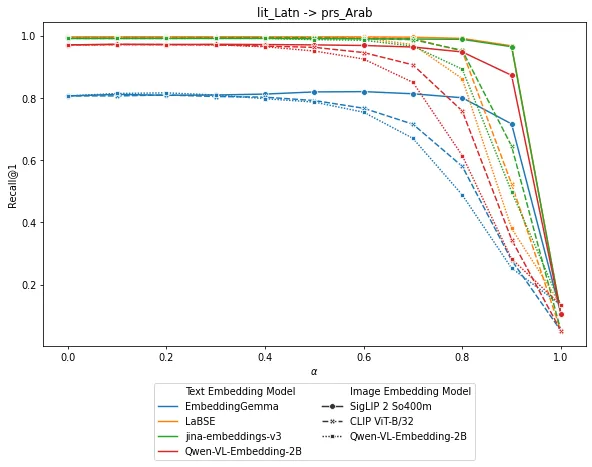 lit_Latn -> prs_Arab
1.0
0.8
0.6
0.4
0.2
Recall@1
0.0 0.2 0.4 0.6 0.8 1.0
α
Text Embedding Model Image Embedding Model
EmbeddingGemma SigLIP 2 So400m
LaBSE CLIP ViT-B/32
jina-embeddings-v3 Qwen-VL-Embedding-2B
Qwen-VL-Embedding-2B